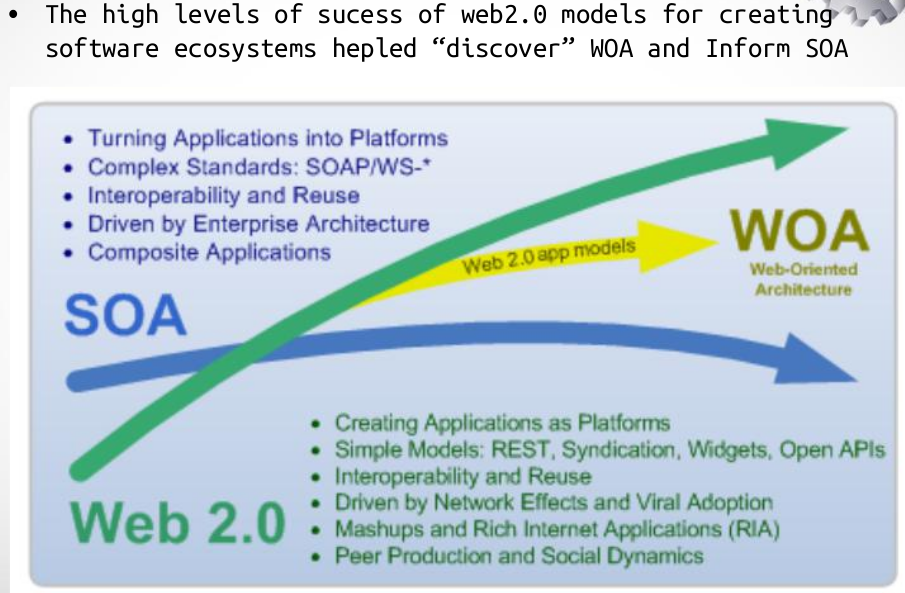 • The high levels of sucess of web2.0 models for creating
software ecosystems hepled “discover” WOA and Inform SOA
• Turning Applications into Platforms
• Complex Standards: SOAP/WS-*
• Interoperability and Reuse
• Driven by Enterprise Architecture
• Composite Applications
WOA
Web 2.0 app models
Web-Oriented
Architecture
SOA
• Creating Applications as Platforms
• Simple Models: REST, Syndication, Widgets, Open APIs
• Interoperability and Reuse
• Driven by Network Effects and Viral Adoption
• Mashups and Rich Internet Applications (RIA)
• Peer Production and Social Dynamics
Web 2.0